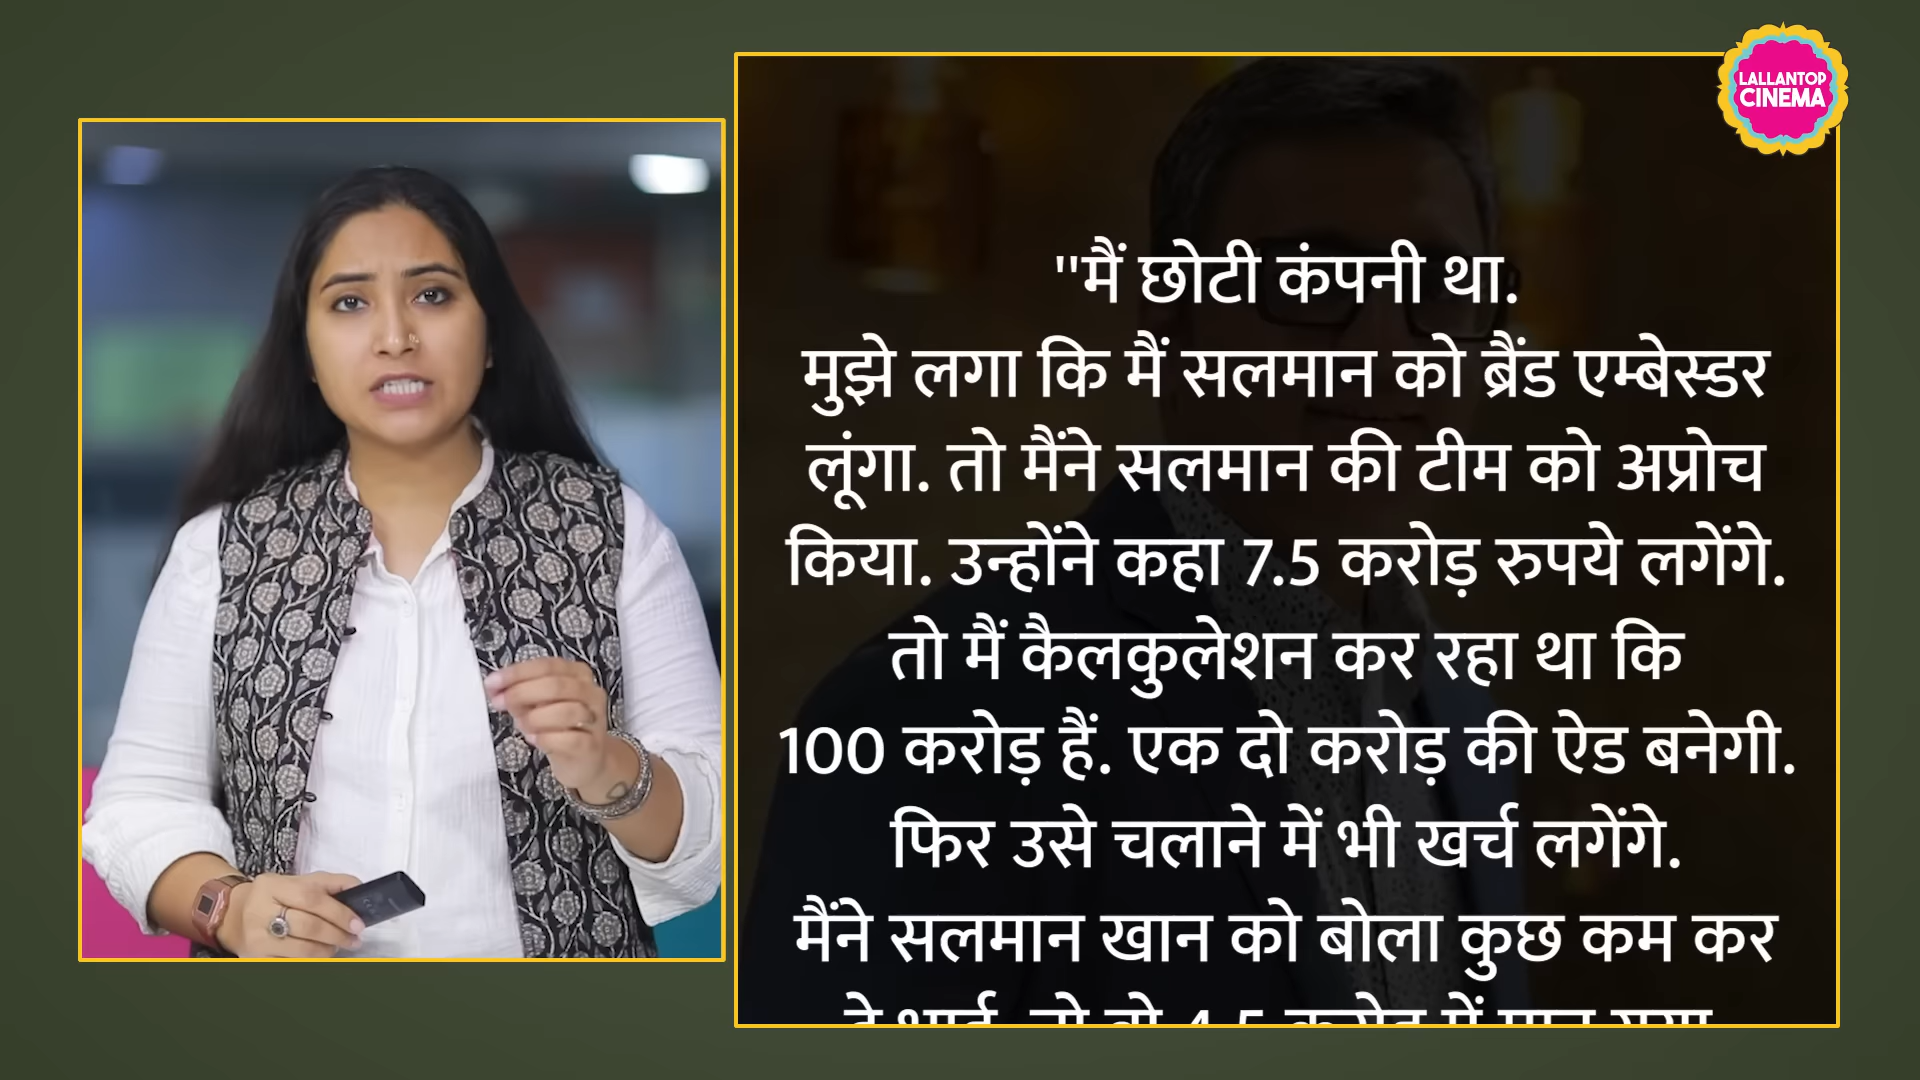 LALLANTOP
CINEMA
"मैं छोटी कंपनी था.
मुझे लगा कि मैं सलमान को ब्रैंड एम्बेस्डर
लूंगा. तो मैंने सलमान की टीम को अप्रोच
किया. उन्होंने कहा 7.5 करोड़ रुपये लगेंगे.
तो मैं कैलकुलेशन कर रहा था कि
100 करोड़ हैं. एक दो करोड़ की ऐड बनेगी.
फिर उसे चलाने में भी खर्च लगेंगे.
मैंने सलमान खान को बोला कुछ कम कर